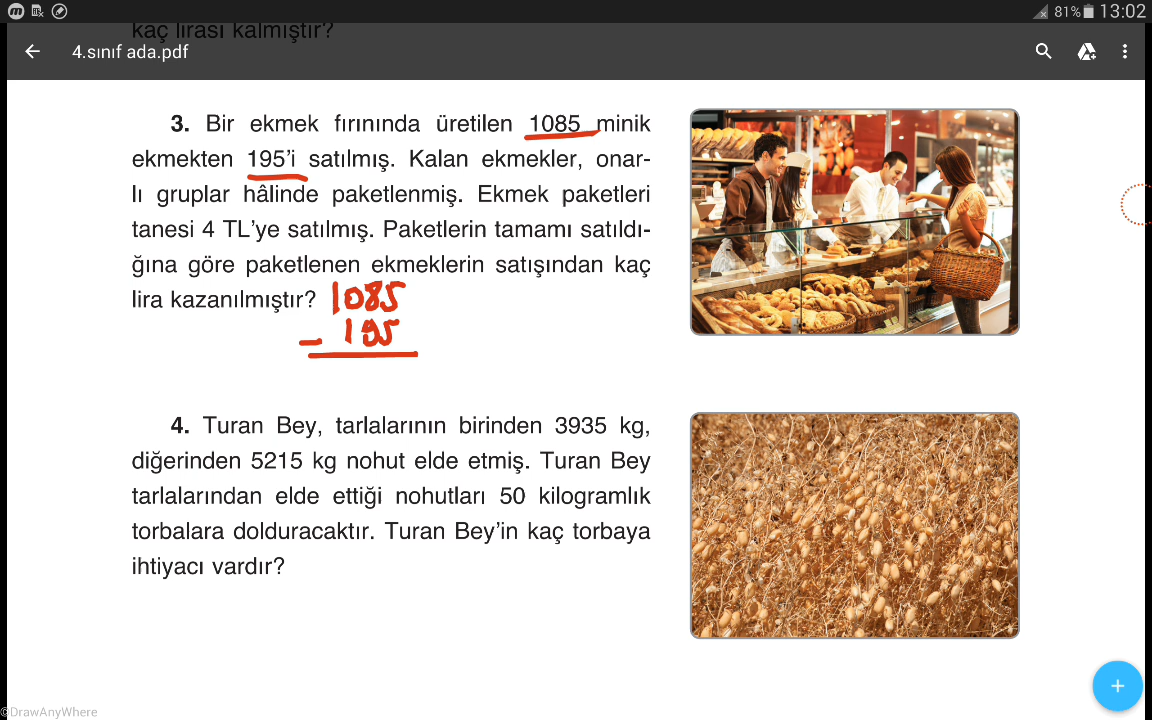 81% 13:02
kaç lirası kalmıştır?
4.sınıf ada.pdf
3. Bir ekmek fırınında üretilen 1085 minik
ekmekten 195'i satılmış. Kalan ekmekler, onar-
lı gruplar hâlinde paketlenmiş. Ekmek paketleri
tanesi 4 TL'ye satılmış. Paketlerin tamamı satıldı-
ğına göre paketlenen ekmeklerin satışından kaç
lira kazanılmıştır?
1085
- 195
4. Turan Bey, tarlalarının birinden 3935 kg,
diğerinden 5215 kg nohut elde etmiş. Turan Bey
tarlalarından elde ettiği nohutları 50 kilogramlık
torbalara dolduracaktır. Turan Bey'in kaç torbaya
ihtiyacı vardır?
©DrawAnyWhere